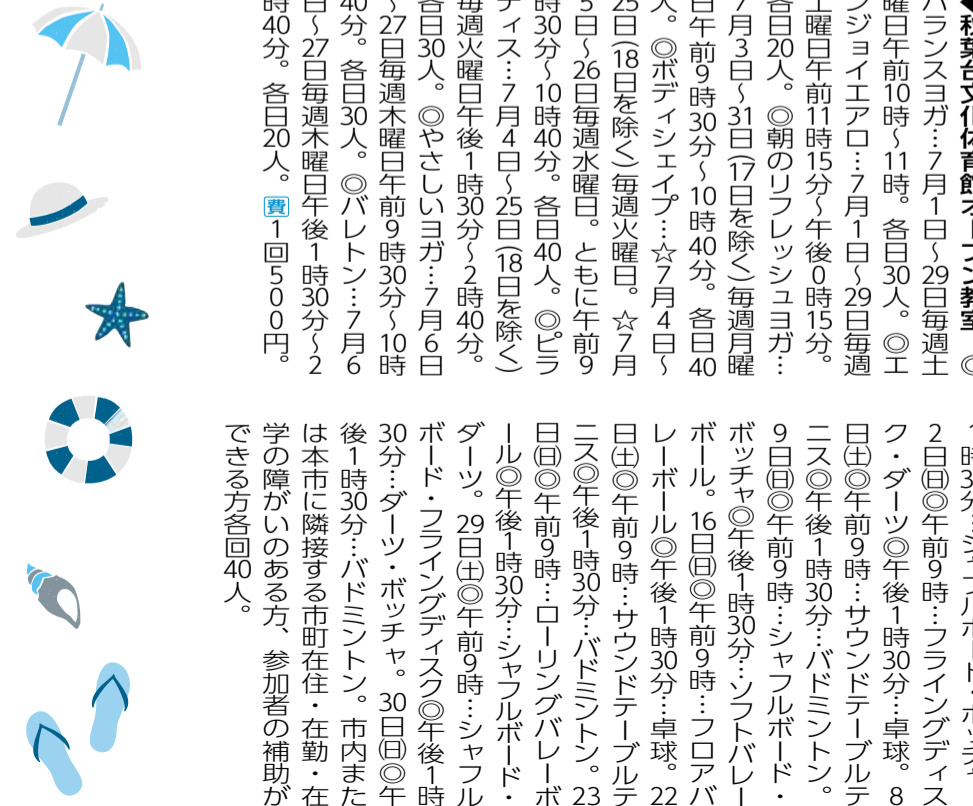 ◆秋葉台文化体育館オープン教室　◎
バランスヨガ…7月1日～29日毎週土
曜日午前10時～11時。各日30人。◎エ
ンジョイエアロ…7月1日～29日毎週
土曜日午前11時15分～午後0時15分。
各日20人。◎朝のリフレッシュヨガ…
7月3日～31日(17日を除く)毎週月曜
日午前9時30分～10時40分。各日40
人。◎ボディシェイプ…☆7月4日～
25日(18日を除く)毎週火曜日。☆7月
5日～26日毎週水曜日。ともに午前9
時30分～10時40分。各日40人。◎ピラ
ティス…7月4日～25日(18日を除く)
毎週火曜日午後1時30分～2時40分。
各日30人。◎やさしいヨガ…7月6日
～27日毎週木曜日午前9時30分～10時
40分。各日30人。◎バレトン…7月6
日～27日毎週木曜日午後1時30分～2
時40分。各日20人。費1回500円。
1時30分…シャフルボード・ボッチャ。
2日(日)◎午前9時…フライングディス
ク・ダーツ◎午後1時30分…卓球。8
日(土)◎午前9時…サウンドテーブルテ
ニス◎午後1時30分…バドミントン。
9日(日)◎午前9時…シャフルボード・
ボッチャ◎午後1時30分…ソフトバレー
ボール。16日(日)◎午前9時…フロアバ
レーボール◎午後1時30分…卓球。22
日(土)◎午前9時…サウンドテーブルテ
ニス◎午後1時30分…バドミントン。23
日(日)◎午前9時…ローリングバレーボ
ール◎午後1時30分…シャフルボード・
ダーツ。29日(土)◎午前9時…シャフル
ボード・フライングディスク◎午後1時
30分…ダーツ・ボッチャ。30日(日)◎午
後1時30分…バドミントン。市内また
は本市に隣接する市町在住・在勤・在
学の障がいのある方、参加者の補助が
できる方各回40人。